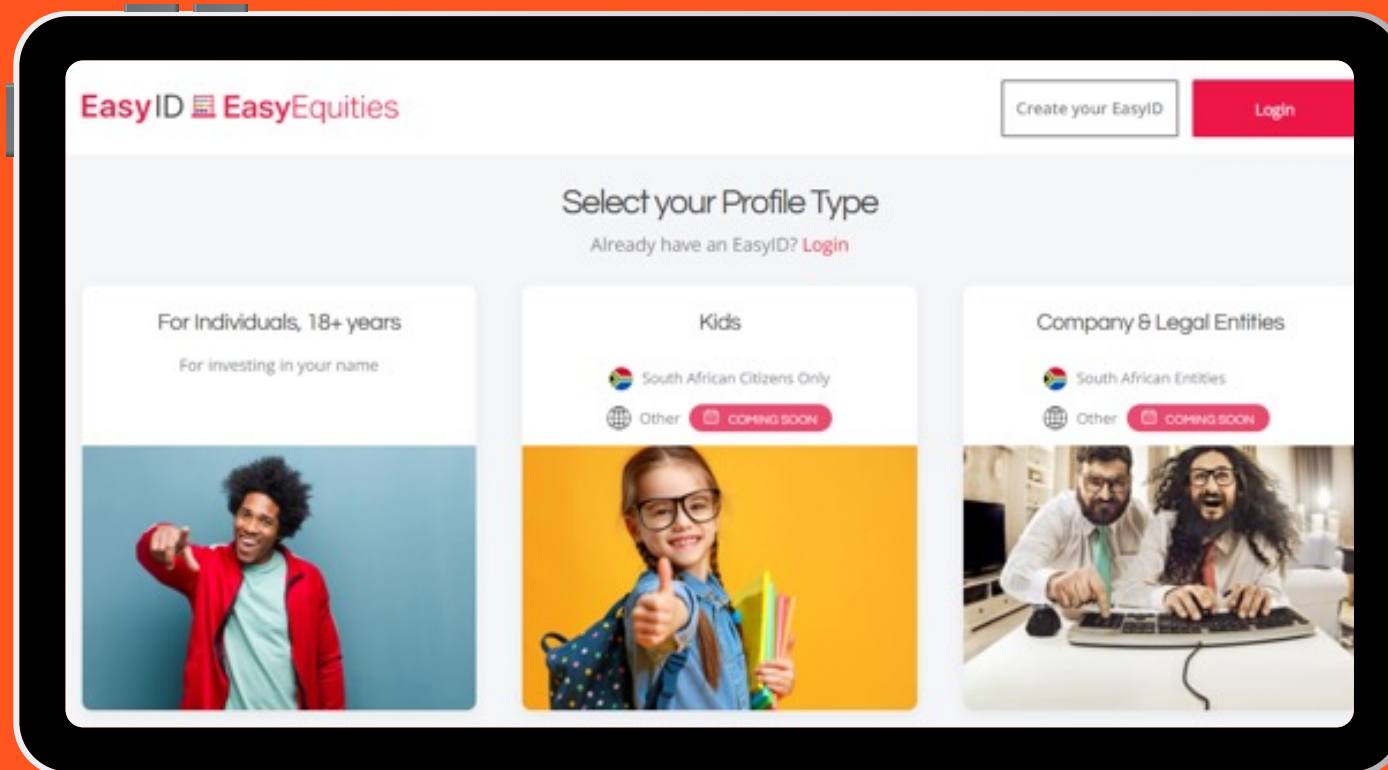 EasyID EasyEquities
Create your EasyID
Login
Select your Profile Type
Already have an EasyID? Login
For Individuals, 18+ years
For investing in your name
Kids
South African Citizens Only
Other COMING SOON
Company & Legal Entities
South African Entities
Other COMING SOON